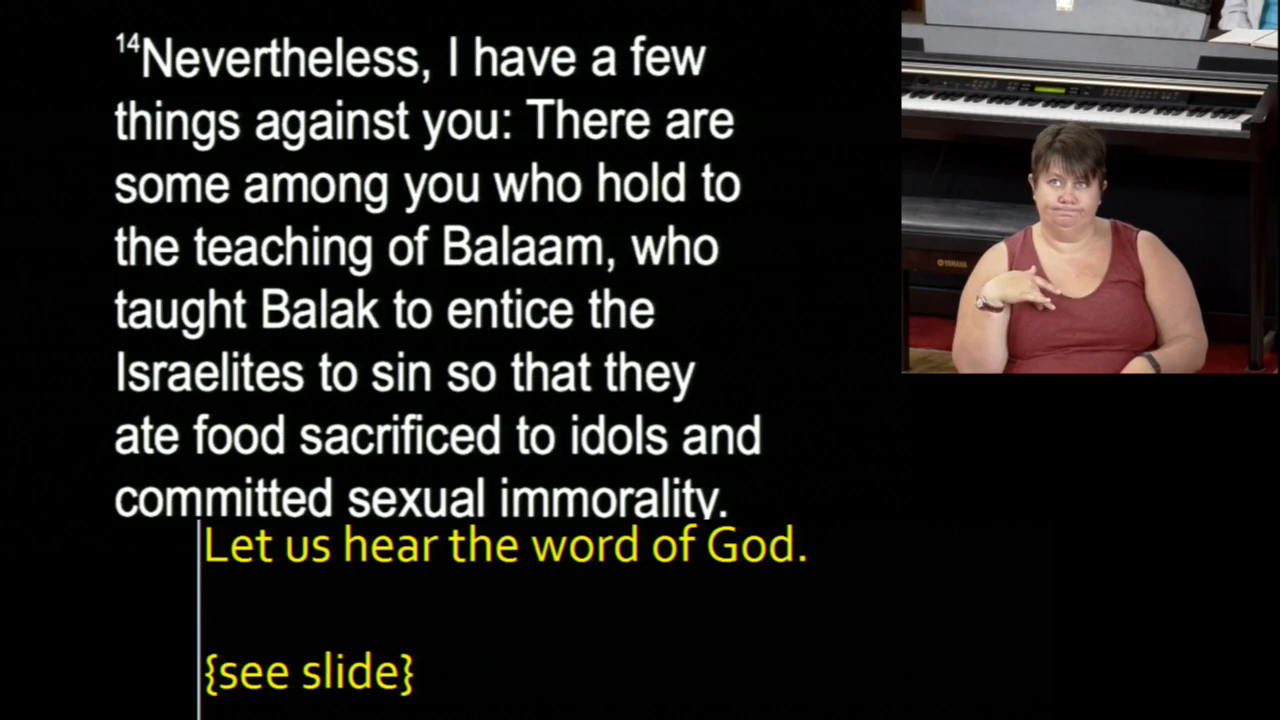 ¹⁴Nevertheless, I have a few
things against you: There are
some among you who hold to
the teaching of Balaam, who
taught Balak to entice the
Israelites to sin so that they
ate food sacrificed to idols and
committed sexual immorality.
Let us hear the word of God.
{see slide}
YAMAHA